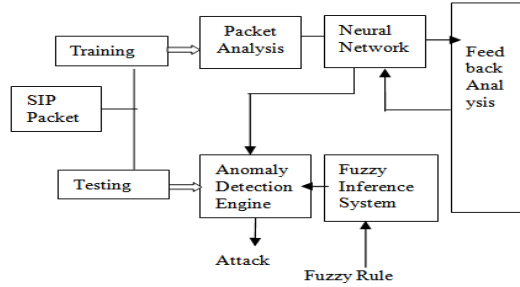 Training
Packet
Analysis
Neural
Network
Feed
back
Anal
ysis
SIP
Packet
Testing
Anomaly
Detection
Engine
Fuzzy
Inference
System
Attack
Fuzzy Rule